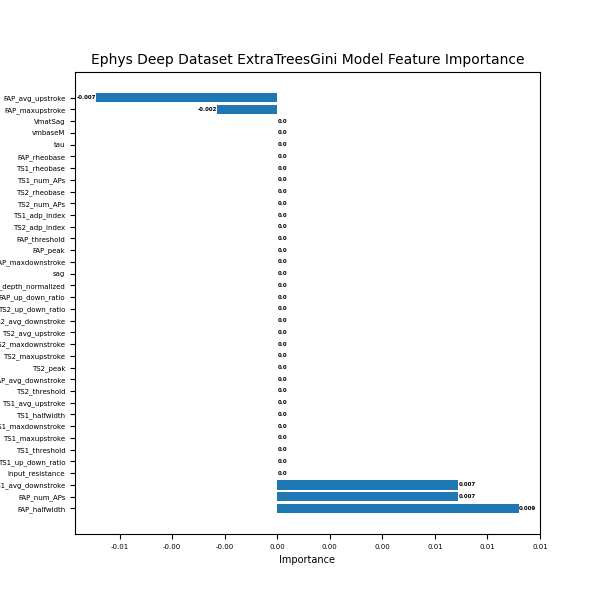 Ephys Deep Dataset ExtraTreesGini Model Feature Importance
FAP_avg_upstroke -0.007
FAP_maxupstroke -0.002
VmatSag 0.0
vmbaseM 0.0
tau 0.0
FAP_rheobase 0.0
TS1_rheobase 0.0
TS1_num_APs 0.0
TS2_rheobase 0.0
TS2_num_APs 0.0
TS1_adp_index 0.0
TS2_adp_index 0.0
FAP_threshold 0.0
FAP_peak 0.0
AP_maxdownstroke 0.0
sag 0.0
_depth_normalized 0.0
FAP_up_down_ratio 0.0
TS2_up_down_ratio 0.0
S2_avg_downstroke 0.0
TS2_avg_upstroke 0.0
S2_maxdownstroke 0.0
TS2_maxupstroke 0.0
TS2_peak 0.0
AP_avg_downstroke 0.0
TS2_threshold 0.0
TS1_avg_upstroke 0.0
TS1_halfwidth 0.0
S1_maxdownstroke 0.0
TS1_maxupstroke 0.0
TS1_threshold 0.0
TS1_up_down_ratio 0.0
input_resistance 0.0
S1_avg_downstroke 0.007
FAP_num_APs 0.007
FAP_halfwidth 0.009
-0.01 -0.00 -0.00 0.00 0.00 0.00 0.01 0.01 0.01
Importance